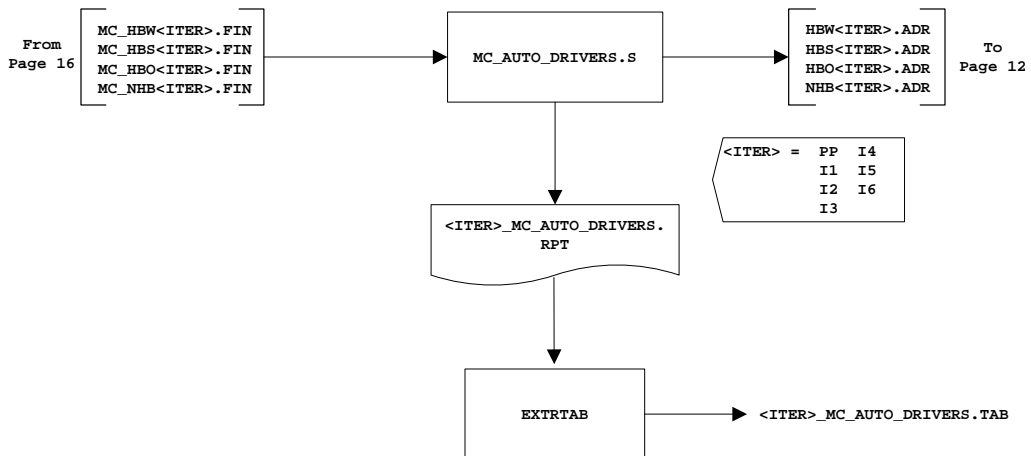 From
Page 16
MC_HBW<ITER>.FIN
MC_HBS<ITER>.FIN
MC_HBO<ITER>.FIN
MC_NHB<ITER>.FIN
MC_AUTO_DRIVERS.S
HBW<ITER>.ADR
HBS<ITER>.ADR
HBO<ITER>.ADR
NHB<ITER>.ADR
To
Page 12
<ITER> = PP I4
I1 I5
I2 I6
I3
<ITER>_MC_AUTO_DRIVERS.
RPT
EXTRTAB
<ITER>_MC_AUTO_DRIVERS.TAB